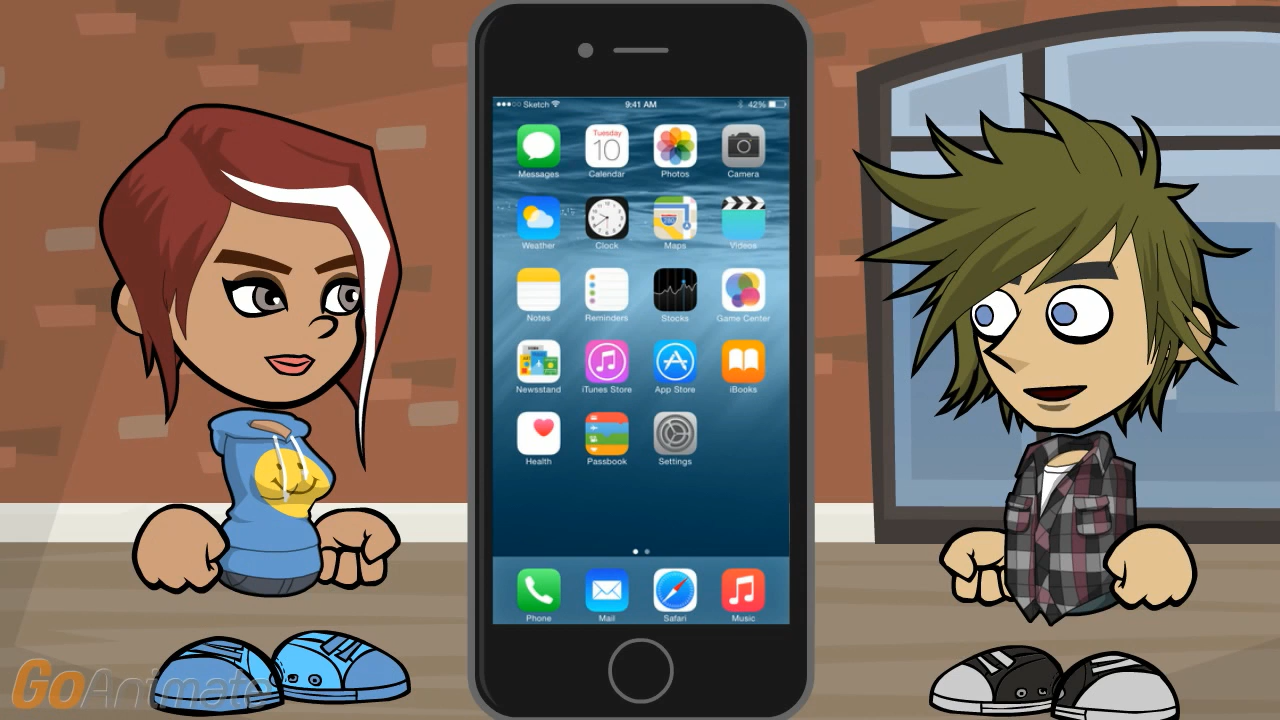 Sketch 9:41 AM 42%
Tuesday
10
Messages Calendar Photos Camera
Weather Clock Maps Videos
Notes Reminders Stocks Game Center
Newsstand iTunes Store App Store iBooks
Health Passbook Settings
Phone Mail Safari Music
GoAnimate